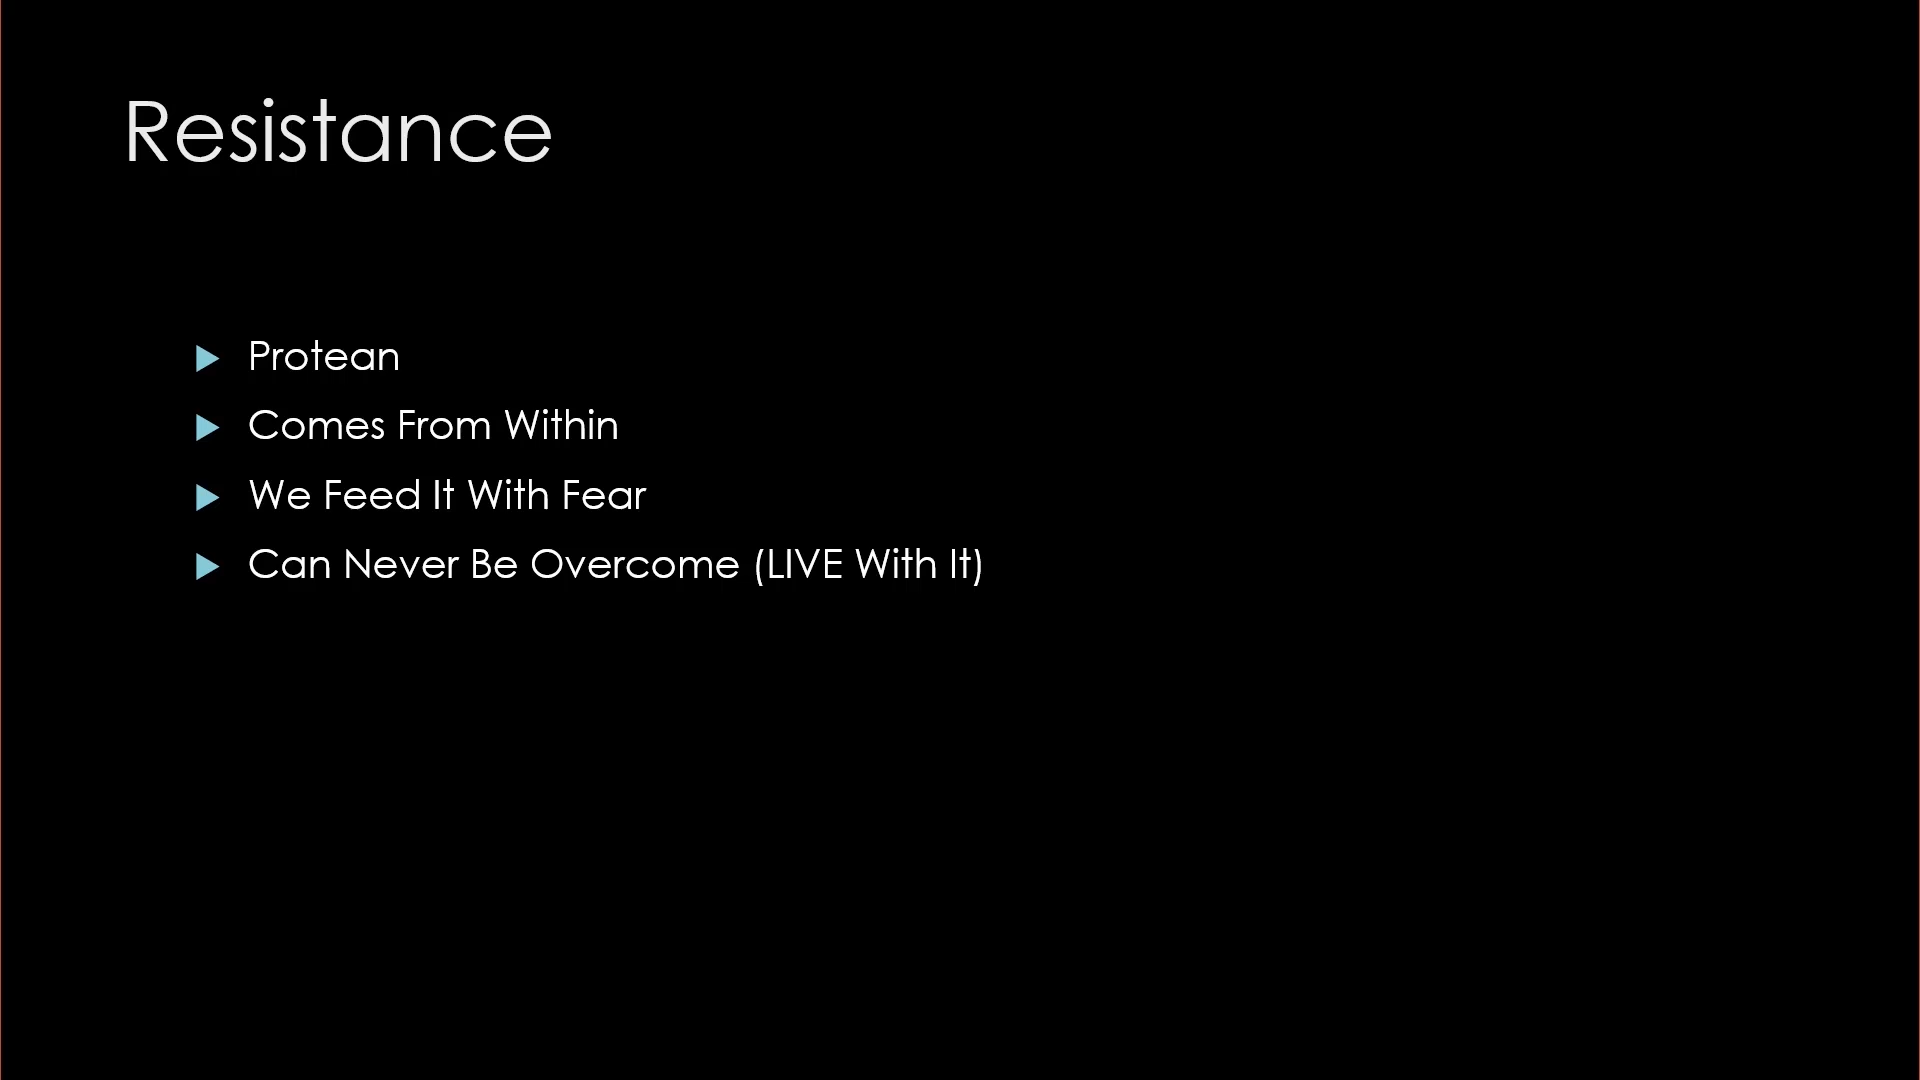 Resistance
Protean
Comes From Within
We Feed It With Fear
Can Never Be Overcome (LIVE With It)